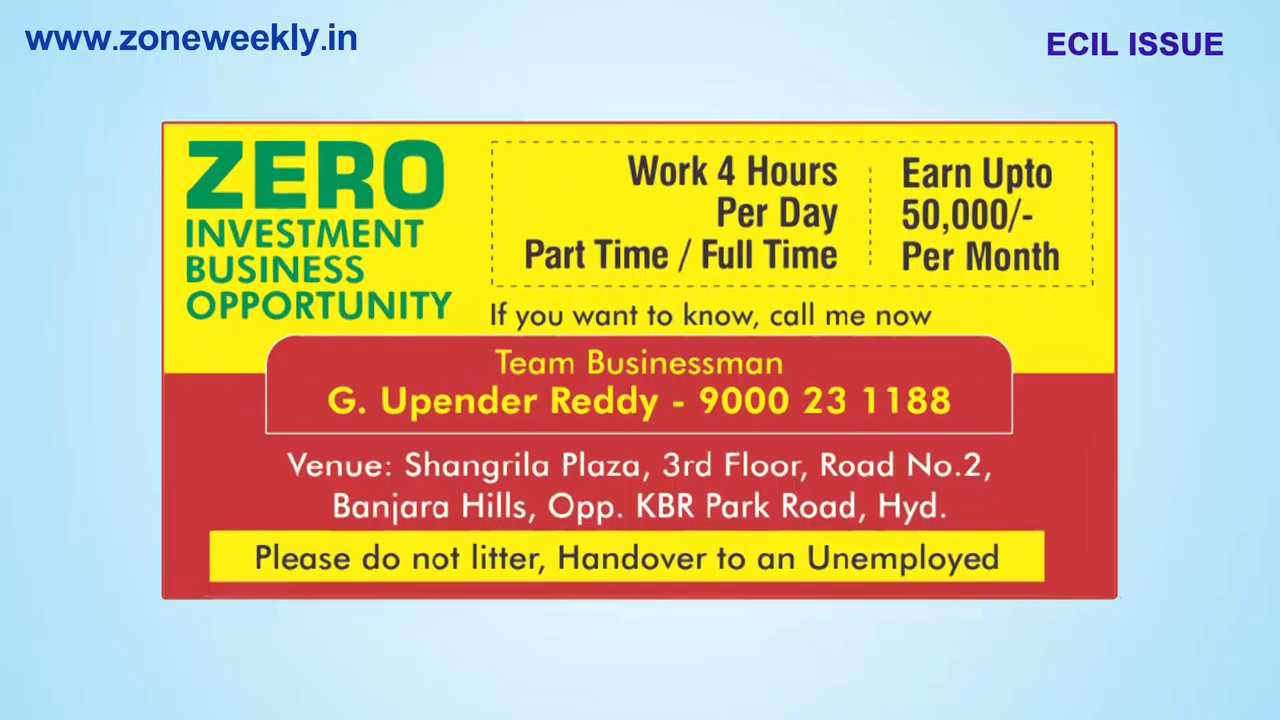 www.zoneweekly.in
ECIL ISSUE
ZERO
INVESTMENT
BUSINESS
OPPORTUNITY
Work 4 Hours
Per Day
Part Time / Full Time
Earn Upto
50,000/-
Per Month
If you want to know, call me now
Team Businessman
G. Upender Reddy - 9000 23 1188
Venue: Shangrila Plaza, 3rd Floor, Road No.2,
Banjara Hills, Opp. KBR Park Road, Hyd.
Please do not litter, Handover to an Unemployed